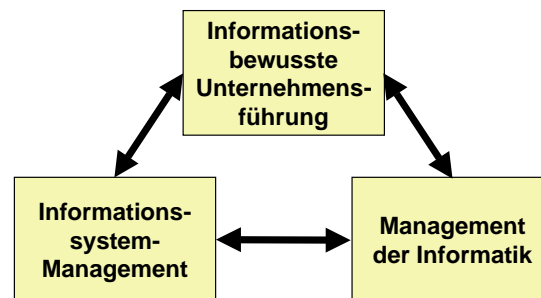 Informations-
bewusste
Unternehmens-
führung
Informations-
system-
Management
Management
der Informatik